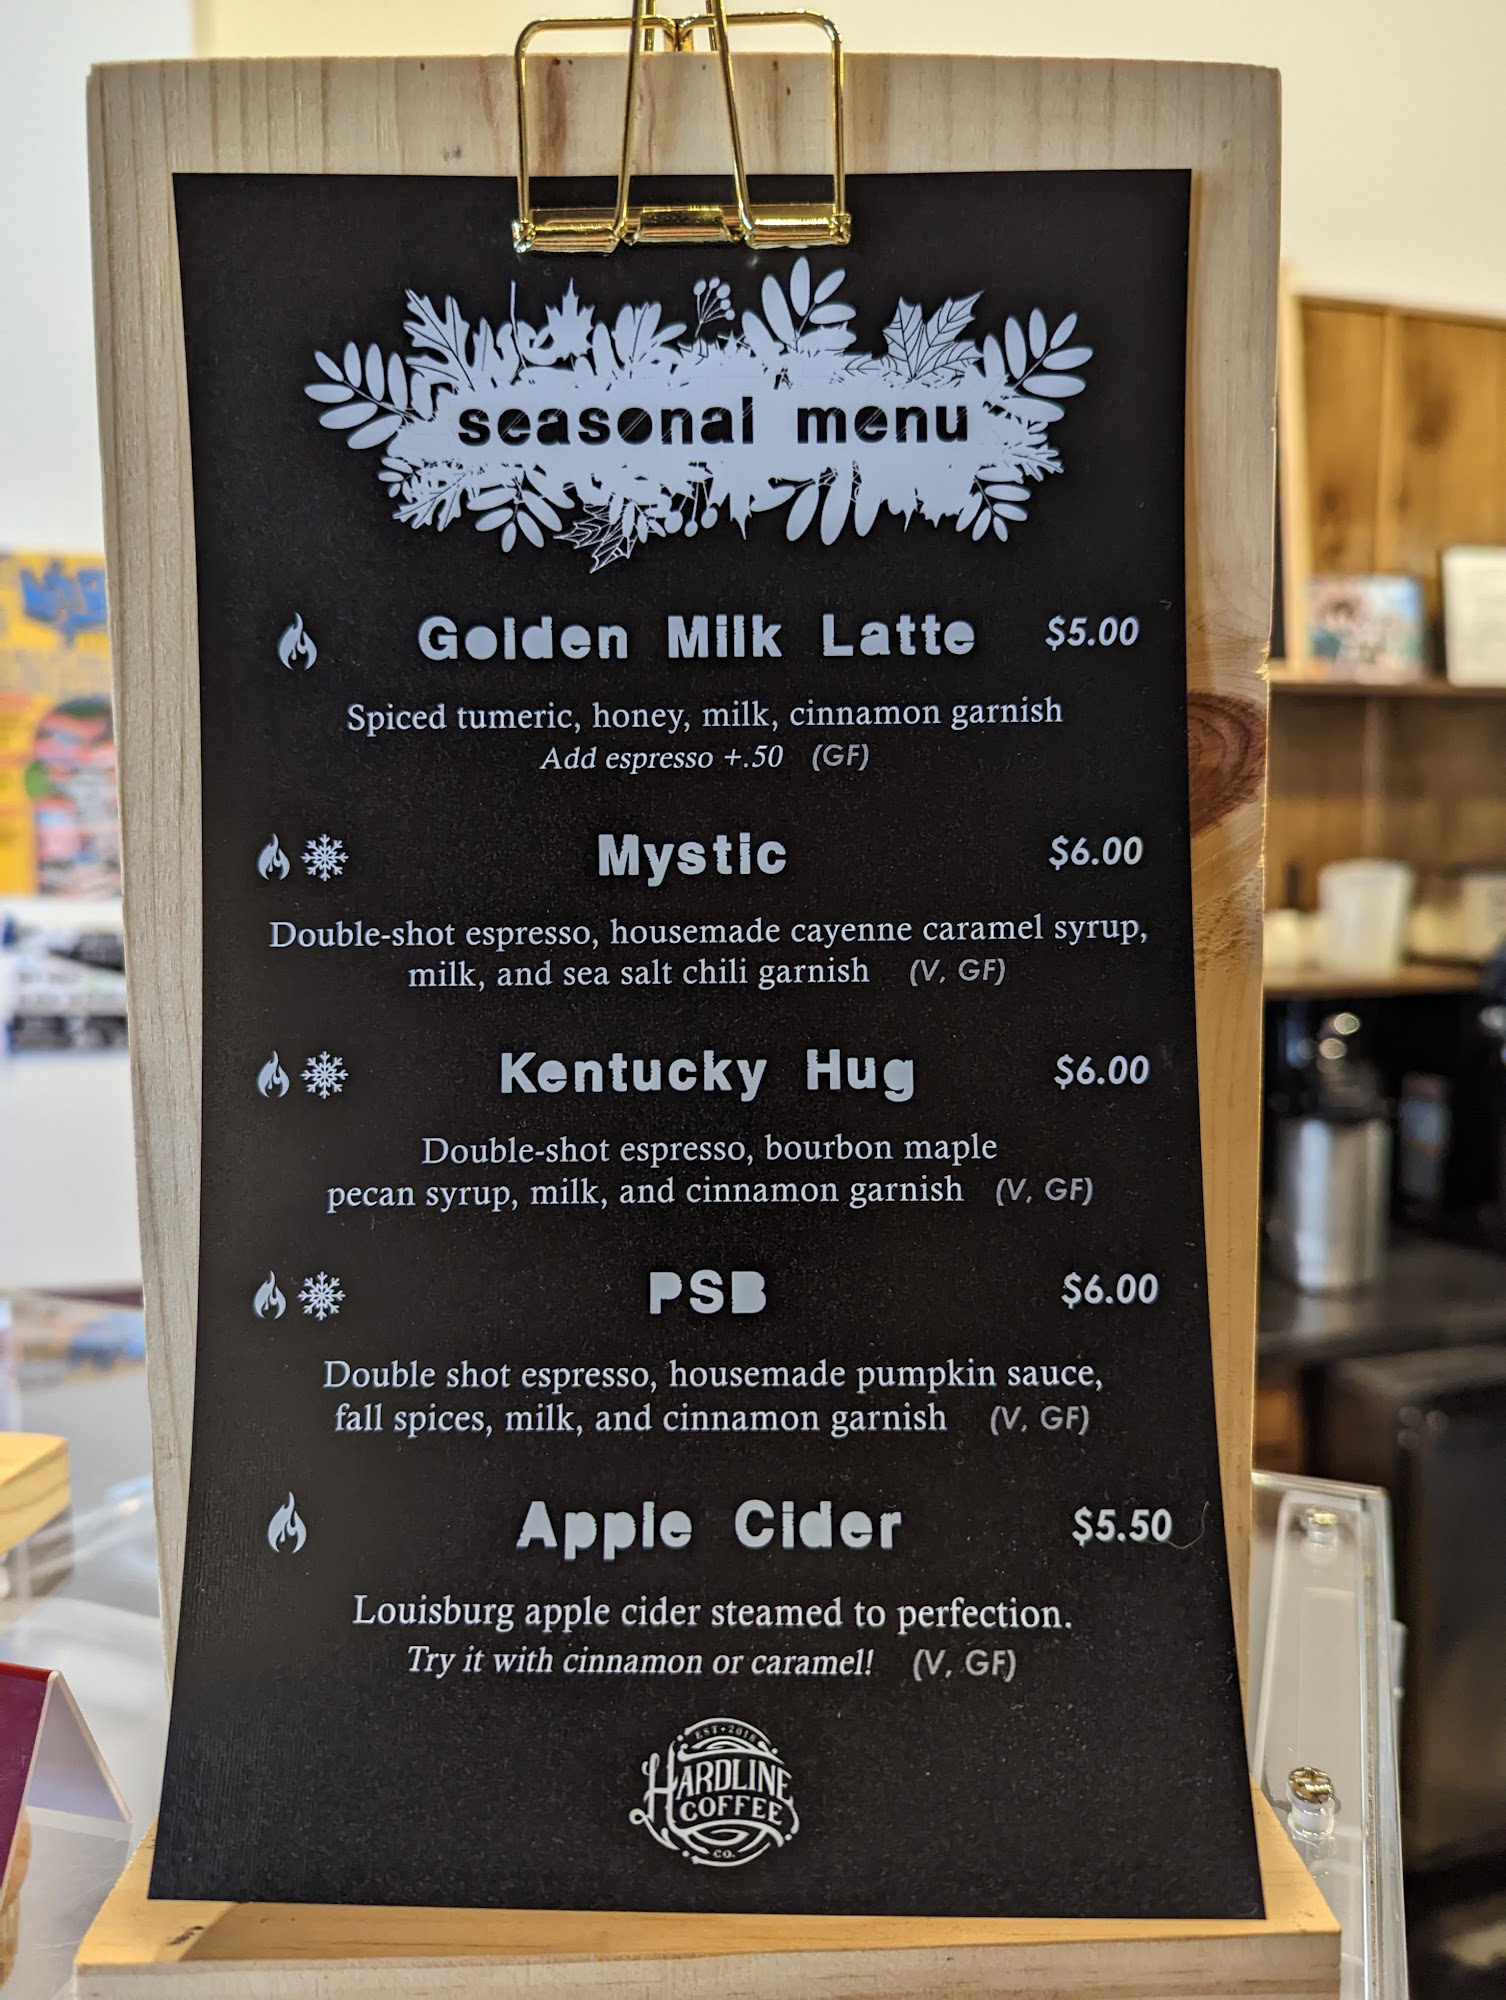 seasonal menu
Golden Milk Latte $5.00
Spiced tumeric, honey, milk, cinnamon garnish
Add espresso +.50 (GF)
Mystic $6.00
Double-shot espresso, housemade cayenne caramel syrup,
milk, and sea salt chili garnish (V, GF)
Kentucky Hug $6.00
Double-shot espresso, bourbon maple
pecan syrup, milk, and cinnamon garnish (V, GF)
PSB $6.00
Double shot espresso, housemade pumpkin sauce,
fall spices, milk, and cinnamon garnish (V, GF)
Apple Cider $5.50
Louisburg apple cider steamed to perfection.
Try it with cinnamon or caramel! (V, GF)
EST•2018
HARDLINE
COFFEE
CO.